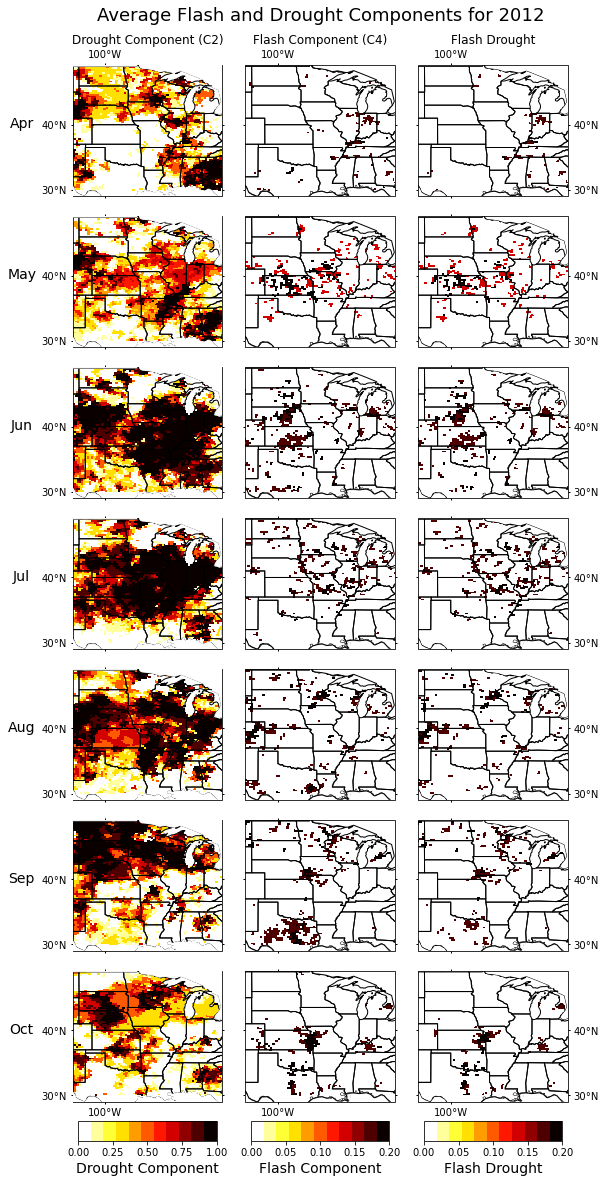 Average Flash and Drought Components for 2012
Drought Component (C2) Flash Component (C4) Flash Drought
100°W 100°W 100°W
Apr 40°N 40°N
30°N 30°N
May 40°N 40°N
30°N 30°N
Jun 40°N 40°N
30°N 30°N
Jul 40°N 40°N
30°N 30°N
Aug 40°N 40°N
30°N 30°N
Sep 40°N 40°N
30°N 30°N
Oct 40°N 40°N
30°N 30°N
100°W 100°W 100°W
0.00 0.25 0.50 0.75 1.00 0.00 0.05 0.10 0.15 0.20 0.00 0.05 0.10 0.15 0.20
Drought Component Flash Component Flash Drought